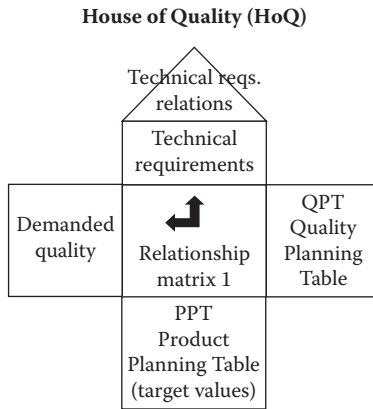 House of Quality (HoQ)
Technical reqs.
relations
Technical
requirements
Demanded
quality
Relationship
matrix 1
QPT
Quality
Planning
Table
PPT
Product
Planning Table
(target values)